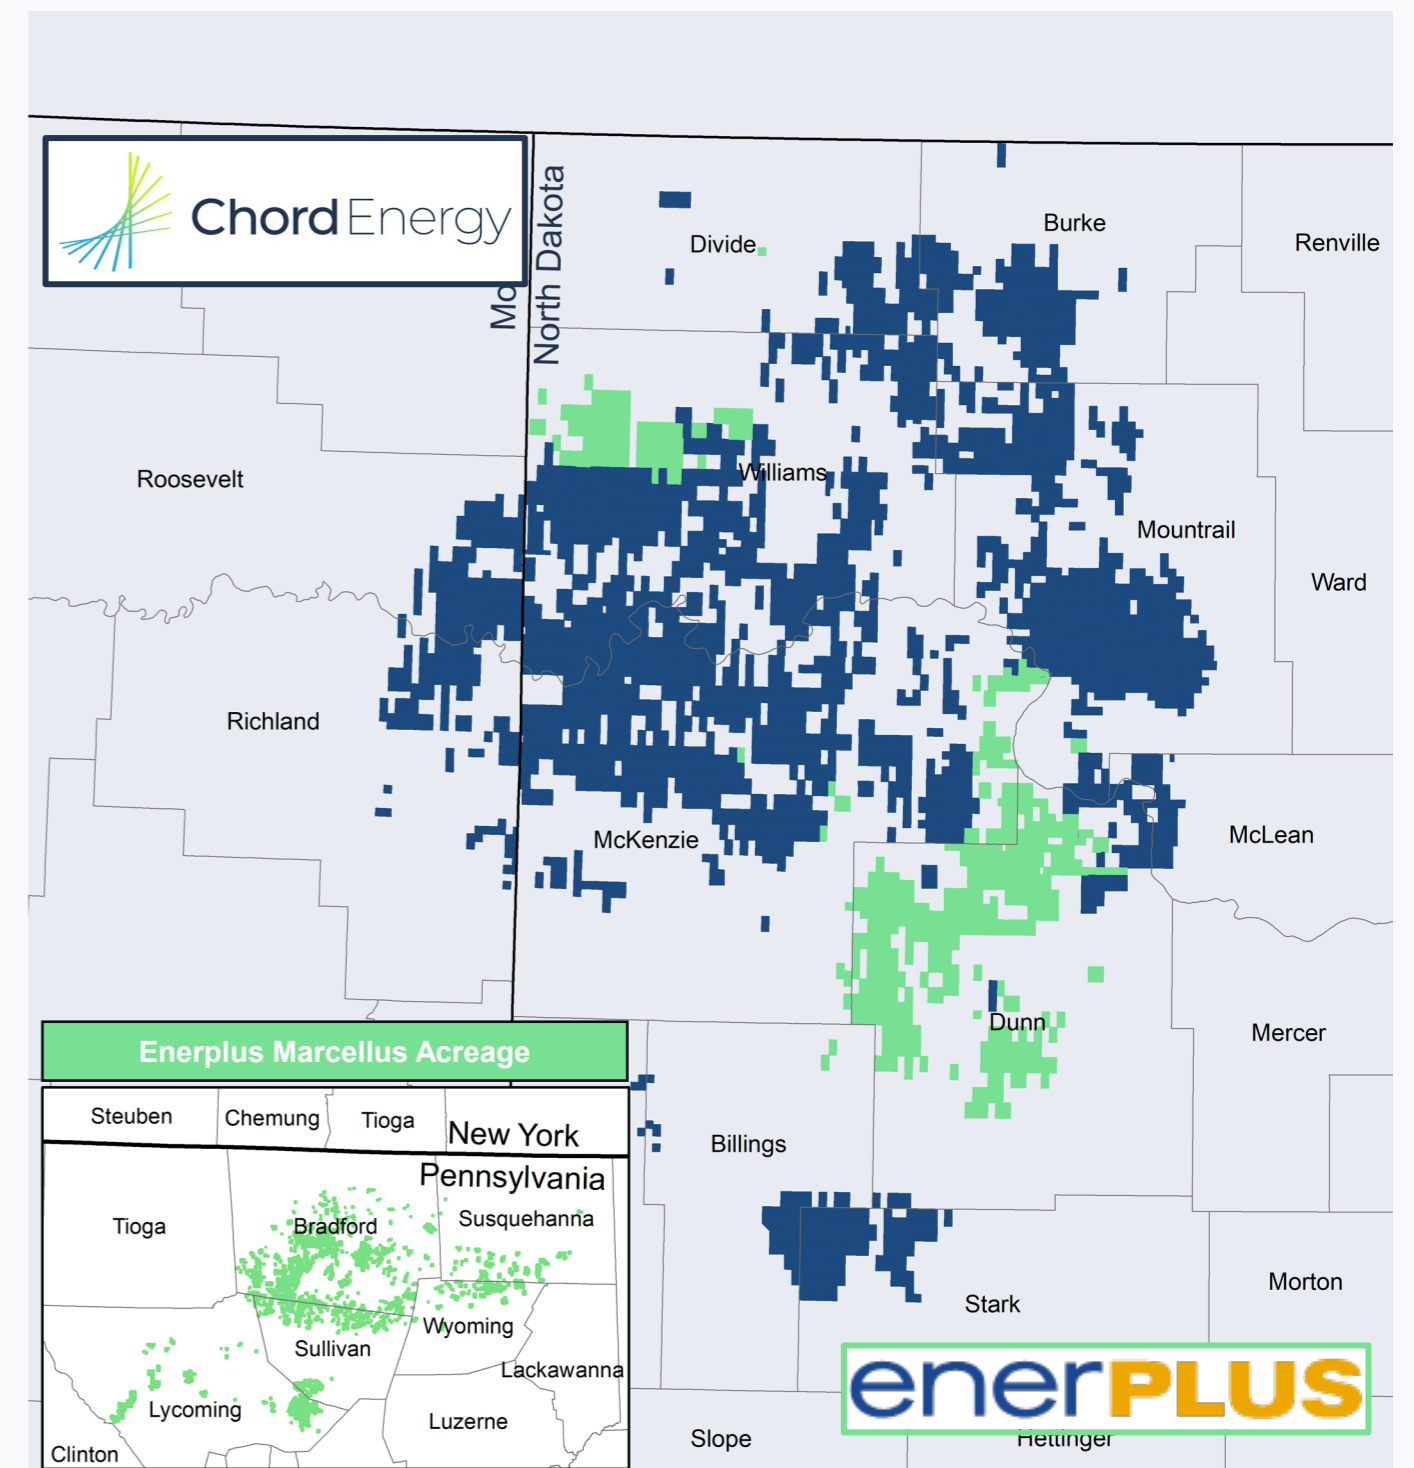 Chord Energy
Mo
North Dakota
Divide
Burke
Renville
Roosevelt
Williams
Mountrail
Ward
Richland
McKenzie
McLean
Dunn
Mercer
Enerplus Marcellus Acreage
Steuben
Chemung
Tioga
New York
Pennsylvania
Tioga
Bradford
Susquehanna
Wyoming
Sullivan
Lackawanna
Lycoming
Luzerne
Clinton
Billings
Stark
Morton
enerPLUS
Slope
Hettinger